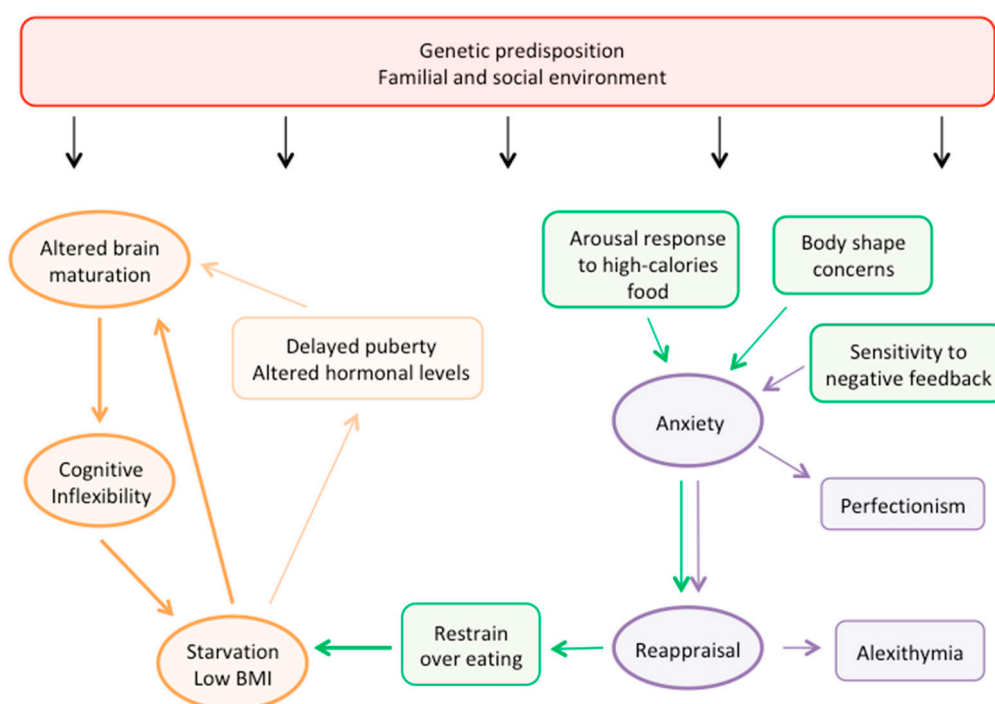 Genetic predisposition
Familial and social environment
Altered brain
maturation
Arousal response
to high-calories
food
Body shape
concerns
Delayed puberty
Altered hormonal levels
Sensitivity to
negative feedback
Anxiety
Cognitive
Inflexibility
Perfectionism
Starvation
Low BMI
Restrain
over eating
Reappraisal
Alexithymia